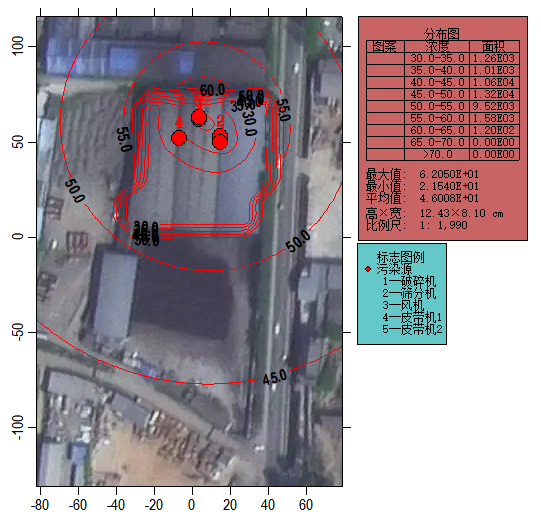 分布图
图案 浓度 面积
30.0-35.0 1.26E03
35.0-40.0 1.01E03
40.0-45.0 1.06E04
45.0-50.0 1.32E04
50.0-55.0 9.52E03
55.0-60.0 1.58E03
60.0-65.0 1.20E02
65.0-70.0 0.00E00
>70.0 0.00E00
最大值: 6.2050E+01
最小值: 2.1540E+01
平均值: 4.6008E+01
高×宽: 12.43×8.10 cm
比例尺: 1: 1,990
标志图例
污染源
1—破碎机
2—筛分机
3—风机
4—皮带机1
5—皮带机2
100
50
0
-50
-100
-80 -40 -20 0 20 40 60
60.0
55.0
30.0
55.0
50.0
50.0
45.0